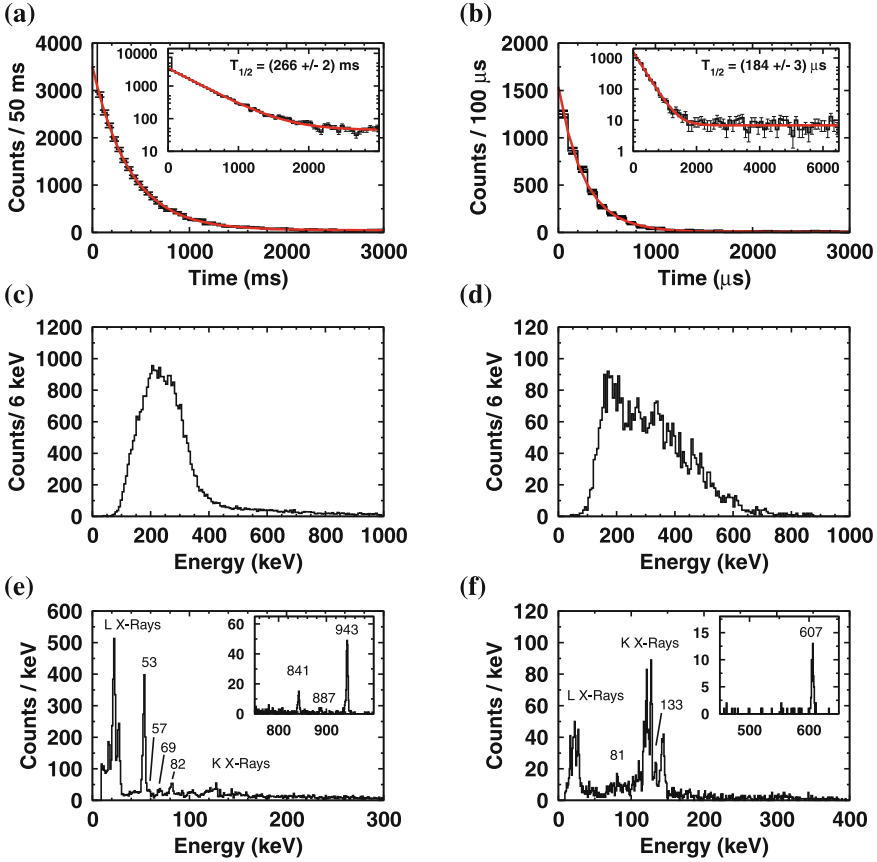 (a)
4000
3000
2000
1000
0
Counts / 50 ms
0 1000 2000 3000
Time (ms)
10000
1000
100
10
0 1000 2000
T1/2 = (266 +/- 2) ms
(b)
2000
1500
1000
500
0
Counts / 100 μs
0 1000 2000 3000
Time (μs)
1000
100
10
1
0 2000 4000 6000
T1/2 = (184 +/- 3) μs
(c)
1200
1000
800
600
400
200
0
Counts/ 6 keV
0 200 400 600 800 1000
Energy (keV)
(d)
120
100
80
60
40
20
0
Counts/ 6 keV
0 200 400 600 800 1000
Energy (keV)
(e)
600
500
400
300
200
100
0
Counts / keV
0 100 200 300
Energy (keV)
L X-Rays
53
57
69
82
K X-Rays
60
40
20
0
800 900
841
887
943
(f)
120
100
80
60
40
20
0
Counts / keV
0 100 200 300 400
Energy (keV)
L X-Rays
K X-Rays
81
133
15
10
5
0
500 600
607